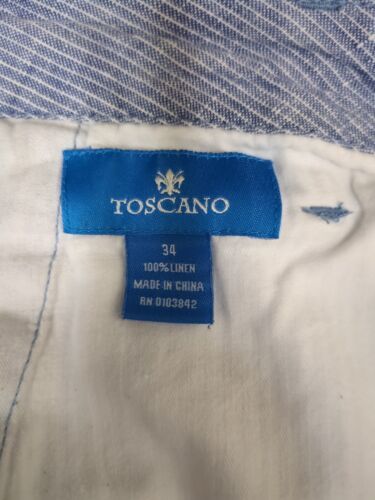 TOSCANO
34
100% LINEN
MADE IN CHINA
RN 0103842